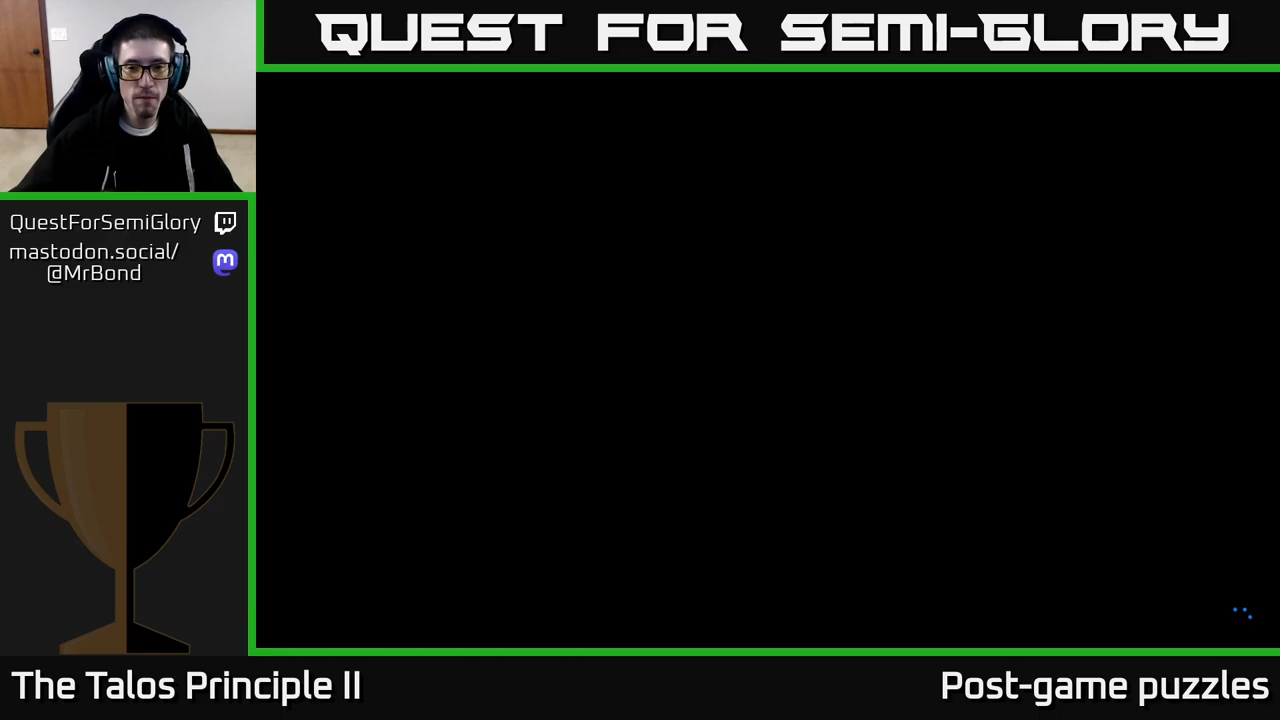 QUEST FOR SEMI-GLORY
QuestForSemiGlory
mastodon.social/
@MrBond
The Talos Principle II
Post-game puzzles